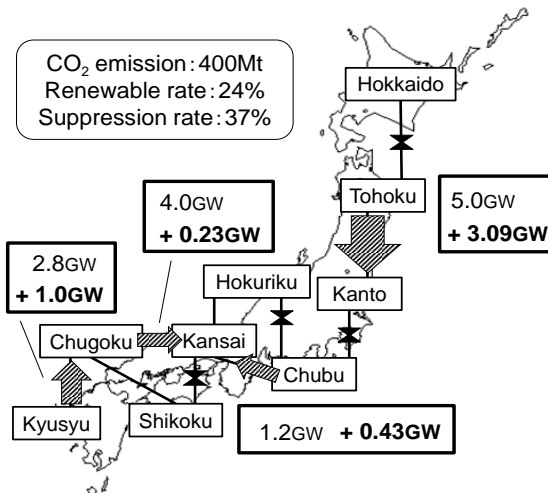 CO₂ emission：400Mt
Renewable rate：24%
Suppression rate：37%
Hokkaido
Tohoku
4.0GW
+ 0.23GW
5.0GW
+ 3.09GW
2.8GW
+ 1.0GW
Hokuriku
Kanto
Chugoku
Kansai
Chubu
Kyusyu
Shikoku
1.2GW + 0.43GW